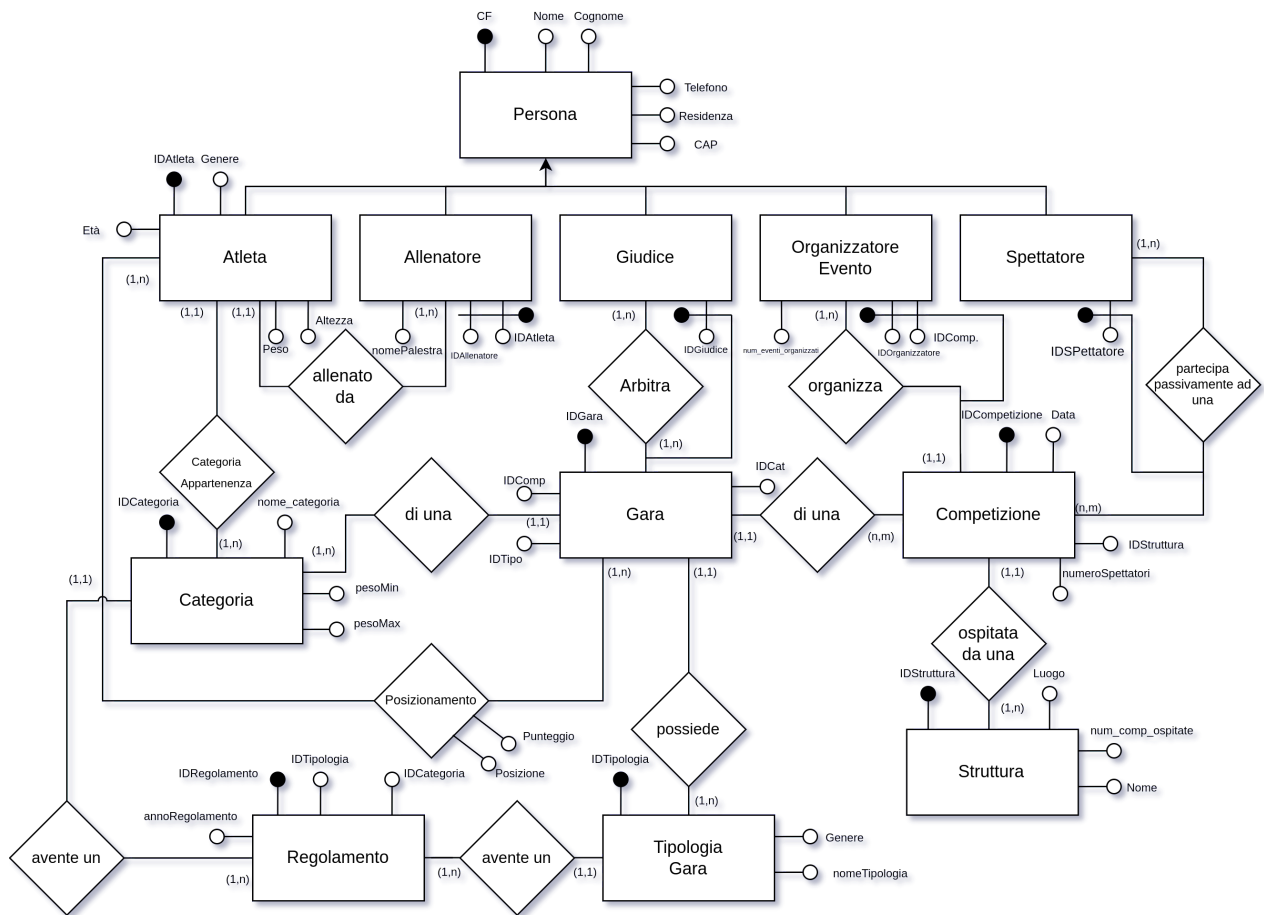 CF
Nome
Cognome
Persona
Telefono
Residenza
CAP
IDAtleta
Genere
Età
Atleta
Allenatore
Giudice
Organizzatore
Evento
Spettatore
(1,n)
(1,n)
(1,1)
(1,1)
Peso
Altezza
allenato
da
nomePalestra
(1,n)
IDAllenatore
IDAtleta
(1,n)
IDGiudice
Arbitra
(1,n)
num_eventi_organizzati
(1,n)
IDOrganizzatore
IDComp.
organizza
IDSPettatore
partecipa
passivamente ad
una
Categoria
Appartenenza
IDCategoria
nome_categoria
(1,n)
(1,n)
(1,1)
Categoria
pesoMin
pesoMax
di una
IDGara
IDComp
(1,1)
IDTipo
Gara
IDCat
(1,1)
di una
(n,m)
(1,1)
IDCompetizione
Data
Competizione
(n,m)
IDStruttura
numeroSpettatori
(1,n)
(1,1)
(1,1)
ospitata
da una
IDStruttura
Luogo
(1,n)
num_comp_ospitate
Struttura
Nome
Posizionamento
Punteggio
Posizione
possiede
IDTipologia
(1,n)
IDRegolamento
IDTipologia
IDCategoria
annoRegolamento
avente un
(1,n)
Regolamento
(1,n)
avente un
(1,1)
Tipologia
Gara
Genere
nomeTipologia